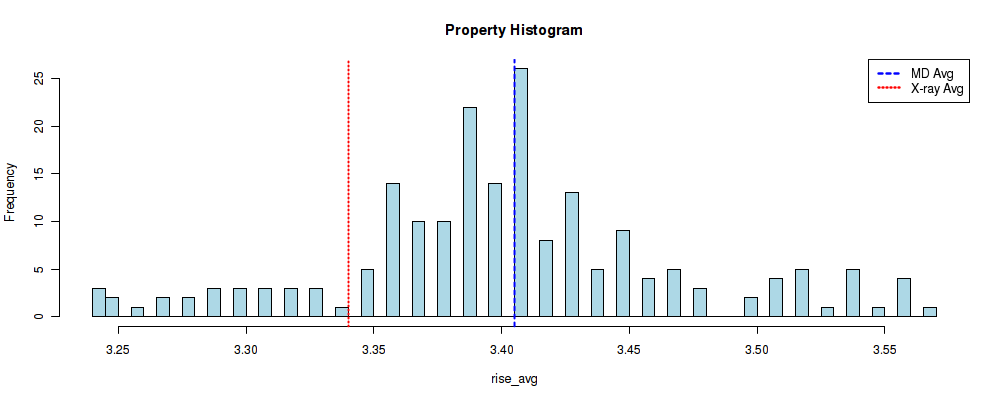 Property Histogram
MD Avg
X-ray Avg
Frequency
25
20
15
10
5
0
3.25 3.30 3.35 3.40 3.45 3.50 3.55
rise_avg